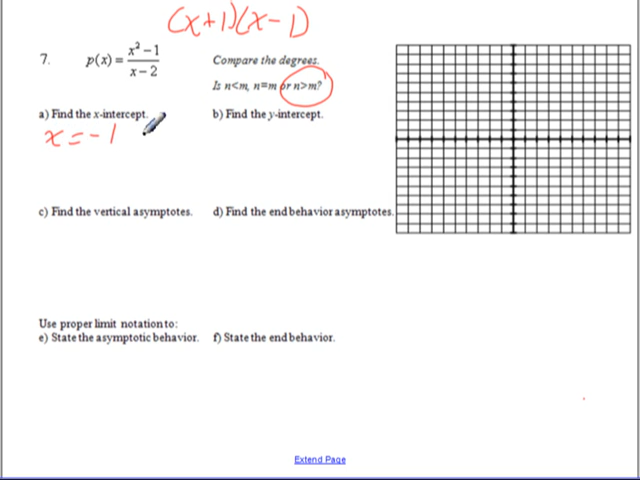 (x+1)(x-1)
7. p(x) = x² − 1 / x − 2
Compare the degrees.
Is n<m, n=m or n>m?
a) Find the x-intercept. b) Find the y-intercept.
x = -1
c) Find the vertical asymptotes. d) Find the end behavior asymptotes.
Use proper limit notation to:
e) State the asymptotic behavior. f) State the end behavior.
Extend Page